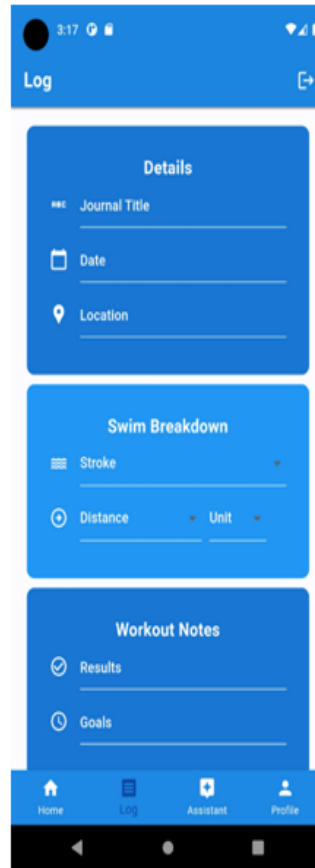 3:17
Log
Details
ABC Journal Title
Date
Location
Swim Breakdown
Stroke
Distance Unit
Workout Notes
Results
Goals
Home Log Assistant Profile